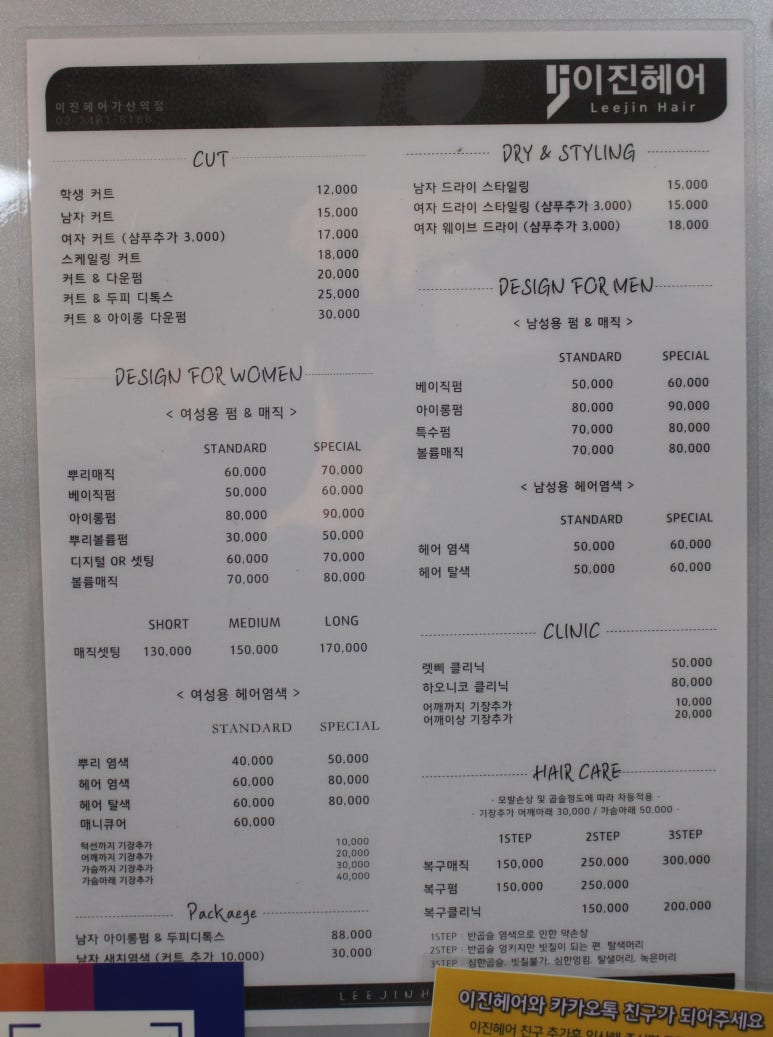 이진헤어
Leejin Hair
이진헤어가산역점
CUT
학생 커트 12,000
남자 커트 15,000
여자 커트 (샴푸추가 3,000) 17,000
스케일링 커트 18,000
커트 & 다운펌 20,000
커트 & 두피 디톡스 25,000
커트 & 아이롱 다운펌 30,000
DESIGN FOR WOMEN
< 여성용 펌 & 매직 >
STANDARD SPECIAL
뿌리매직 60,000 70,000
베이직펌 50,000 60,000
아이롱펌 80,000 90,000
뿌리볼륨펌 30,000 50,000
디지털 OR 셋팅 60,000 70,000
볼륨매직 70,000 80,000
SHORT MEDIUM LONG
매직셋팅 130,000 150,000 170,000
< 여성용 헤어염색 >
STANDARD SPECIAL
뿌리 염색 40,000 50,000
헤어 염색 60,000 80,000
헤어 탈색 60,000 80,000
매니큐어 60,000
턱선까지 기장추가 10,000
어깨까지 기장추가 20,000
가슴까지 기장추가 30,000
가슴아래 기장추가 40,000
Packaege
남자 아이롱펌 & 두피디톡스 88,000
남자 새치염색 (커트 추가 10,000) 30,000
DRY & STYLING
남자 드라이 스타일링 15,000
여자 드라이 스타일링 (샴푸추가 3,000) 15,000
여자 웨이브 드라이 (샴푸추가 3,000) 18,000
DESIGN FOR MEN
< 남성용 펌 & 매직 >
STANDARD SPECIAL
베이직펌 50,000 60,000
아이롱펌 80,000 90,000
특수펌 70,000 80,000
볼륨매직 70,000 80,000
< 남성용 헤어염색 >
STANDARD SPECIAL
헤어 염색 50,000 60,000
헤어 탈색 50,000 60,000
CLINIC
렛삐 클리닉 50,000
하오니코 클리닉 80,000
어깨까지 기장추가 10,000
어깨이상 기장추가 20,000
HAIR CARE
· 모발손상 및 곱슬정도에 따라 차등적용 ·
· 기장추가 어깨아래 30,000 / 가슴아래 50,000 ·
1STEP 2STEP 3STEP
복구매직 150,000 250,000 300,000
복구펌 150,000 250,000
복구클리닉 150,000 200,000
1STEP : 반곱슬 염색으로 인한 약손상
2STEP : 반곱슬 엉키지만 빗질이 되는 편, 탈색머리
3STEP : 심한곱슬, 빗질불가, 심한엉킴, 탈색머리, 녹은머리
LEEJINH
이진헤어와 카카오톡 친구가 되어주세요
이진헤어 친구 추가후